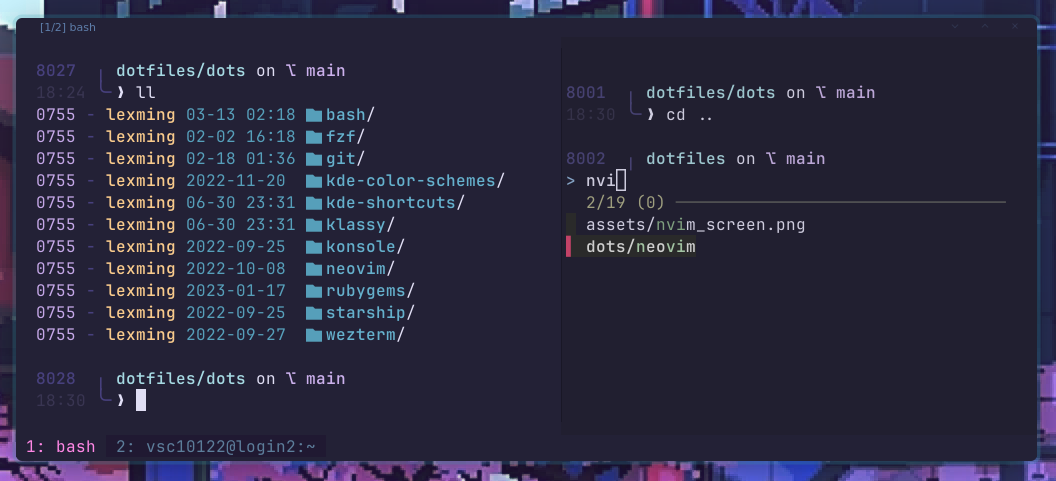 [1/2] bash
8027 dotfiles/dots on ⌥ main
18:24 ❯ ll
0755 - lexming 03-13 02:18 bash/
0755 - lexming 02-02 16:18 fzf/
0755 - lexming 02-18 01:36 git/
0755 - lexming 2022-11-20 kde-color-schemes/
0755 - lexming 06-30 23:31 kde-shortcuts/
0755 - lexming 06-30 23:31 klassy/
0755 - lexming 2022-09-25 konsole/
0755 - lexming 2022-10-08 neovim/
0755 - lexming 2023-01-17 rubygems/
0755 - lexming 2022-09-25 starship/
0755 - lexming 2022-09-27 wezterm/
8028 dotfiles/dots on ⌥ main
18:30 ❯
8001 dotfiles/dots on ⌥ main
18:30 ❯ cd ..
8002 dotfiles on ⌥ main
> nvi
2/19 (0)
assets/nvim_screen.png
dots/neovim
1: bash 2: vsc10122@login2:~